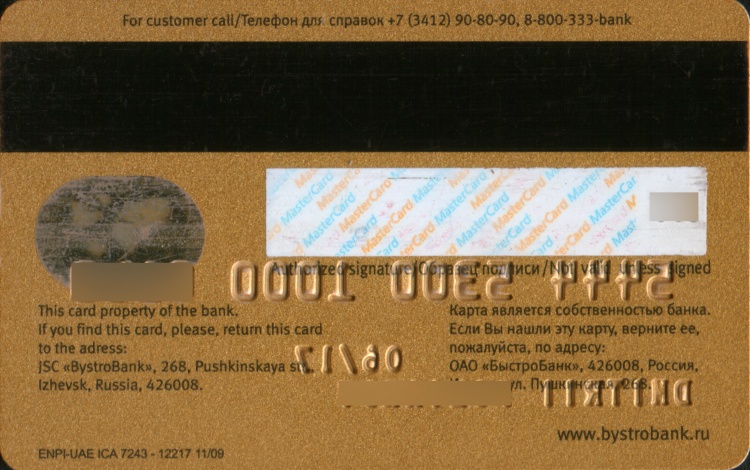 For customer call/Телефон для справок +7 (3412) 90-80-90, 8-800-333-bank
MasterCard MasterCard MasterCard MasterCard
Authorized signature/Образец подписи/Not valid unless signed
This card property of the bank.
If you find this card, please, return this card
to the adress:
JSC «BystroBank», 268, Pushkinskaya
Izhevsk, Russia, 426008.
Карта является собственностью банка.
Если Вы нашли эту карту, верните ее,
пожалуйста, по адресу:
ОАО «БыстроБанк», 426008, Россия,
ул. Пушкинская, 268.
DMITRII
www.bystrobank.ru
ENPI-UAE ICA 7243 - 12217 11/09